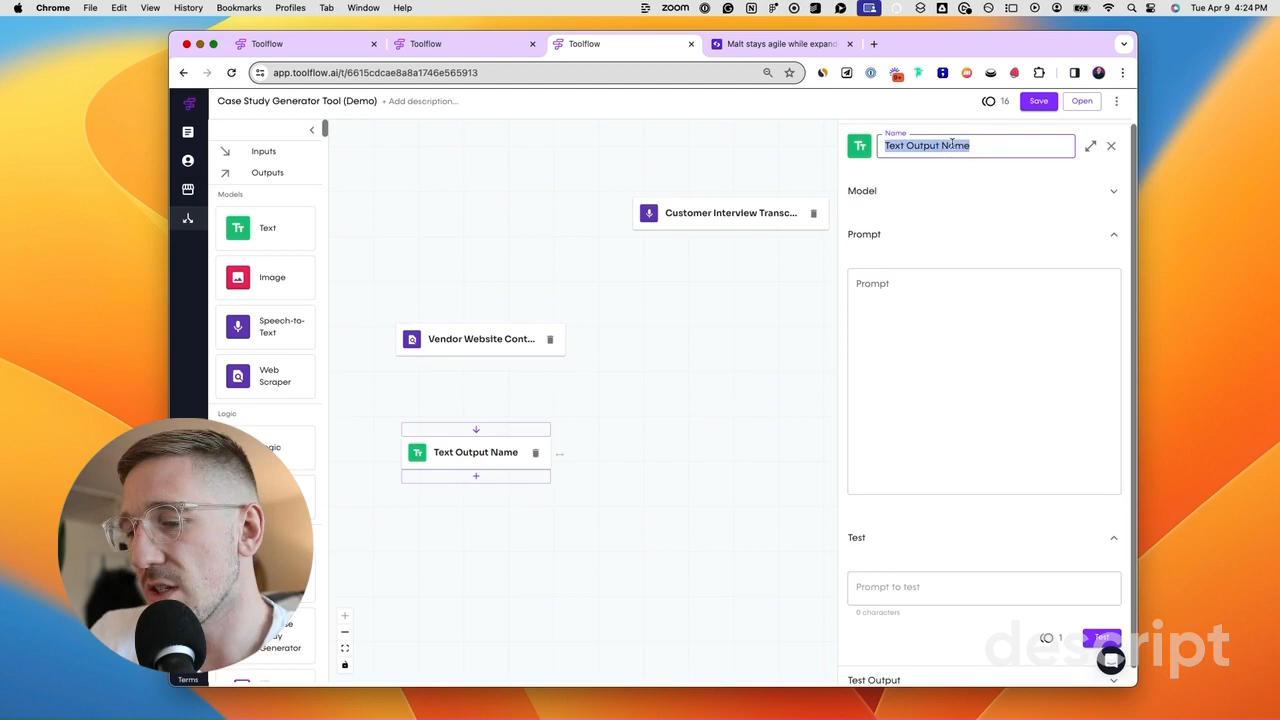 Chrome File Edit View History Bookmarks Profiles Tab Window Help zoom Tue Apr 9 4:24 PM
Toolflow Toolflow Toolflow Malt stays agile while expand
app.toolflow.ai/t/6615cdcae8a8a1746e565913
Case Study Generator Tool (Demo) + Add description... 16 Save Open
Inputs
Outputs
Models
Text
Image
Speech-to-
Text
Web
Scraper
Logic
Generator
Terms
Customer Interview Transc...
Vendor Website Cont...
Text Output Name
Name
Text Output Name
Model
Prompt
Prompt
Test
Prompt to test
0 characters
1 Test
Test Output
descript